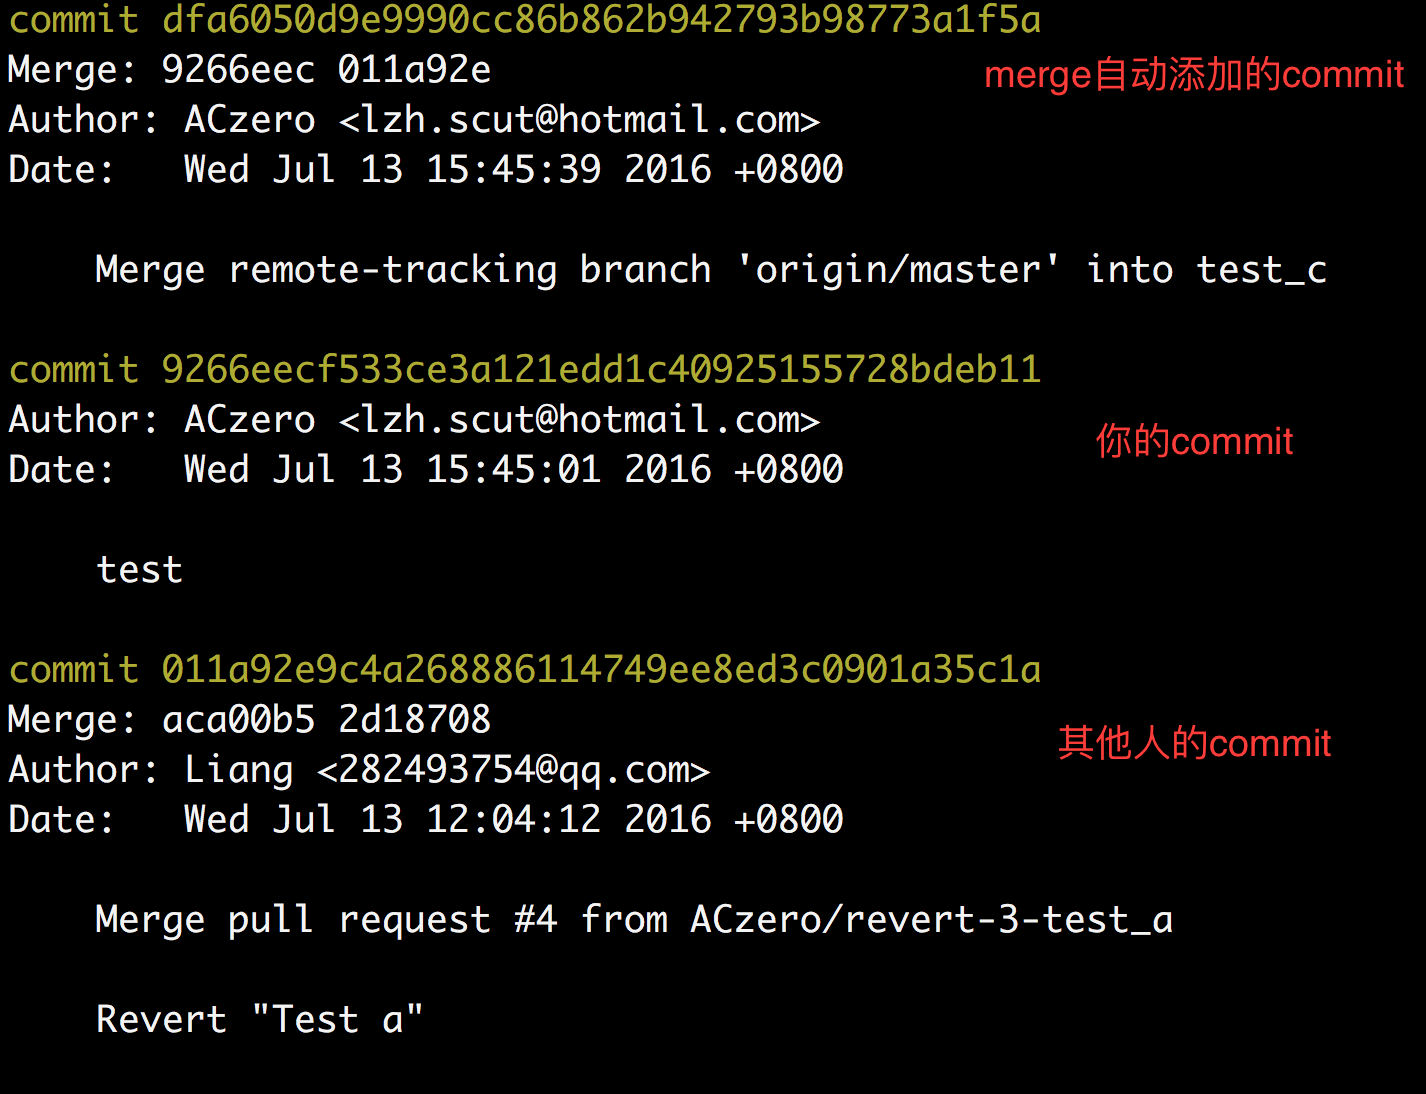 commit dfa6050d9e9990cc86b862b942793b98773a1f5a
Merge: 9266eec 011a92e
merge自动添加的commit
Author: ACzero <lzh.scut@hotmail.com>
Date:   Wed Jul 13 15:45:39 2016 +0800
Merge remote-tracking branch 'origin/master' into test_c
commit 9266eecf533ce3a121edd1c40925155728bdeb11
Author: ACzero <lzh.scut@hotmail.com>
你的commit
Date:   Wed Jul 13 15:45:01 2016 +0800
test
commit 011a92e9c4a268886114749ee8ed3c0901a35c1a
Merge: aca00b5 2d18708
其他人的commit
Author: Liang <282493754@qq.com>
Date:   Wed Jul 13 12:04:12 2016 +0800
Merge pull request #4 from ACzero/revert-3-test_a
Revert "Test a"